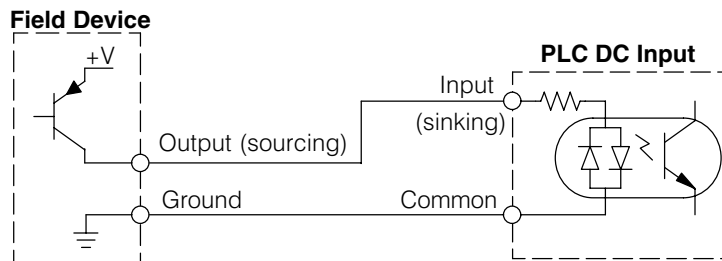 Field Device
+V
PLC DC Input
Input
(sinking)
Output (sourcing)
Ground
Common